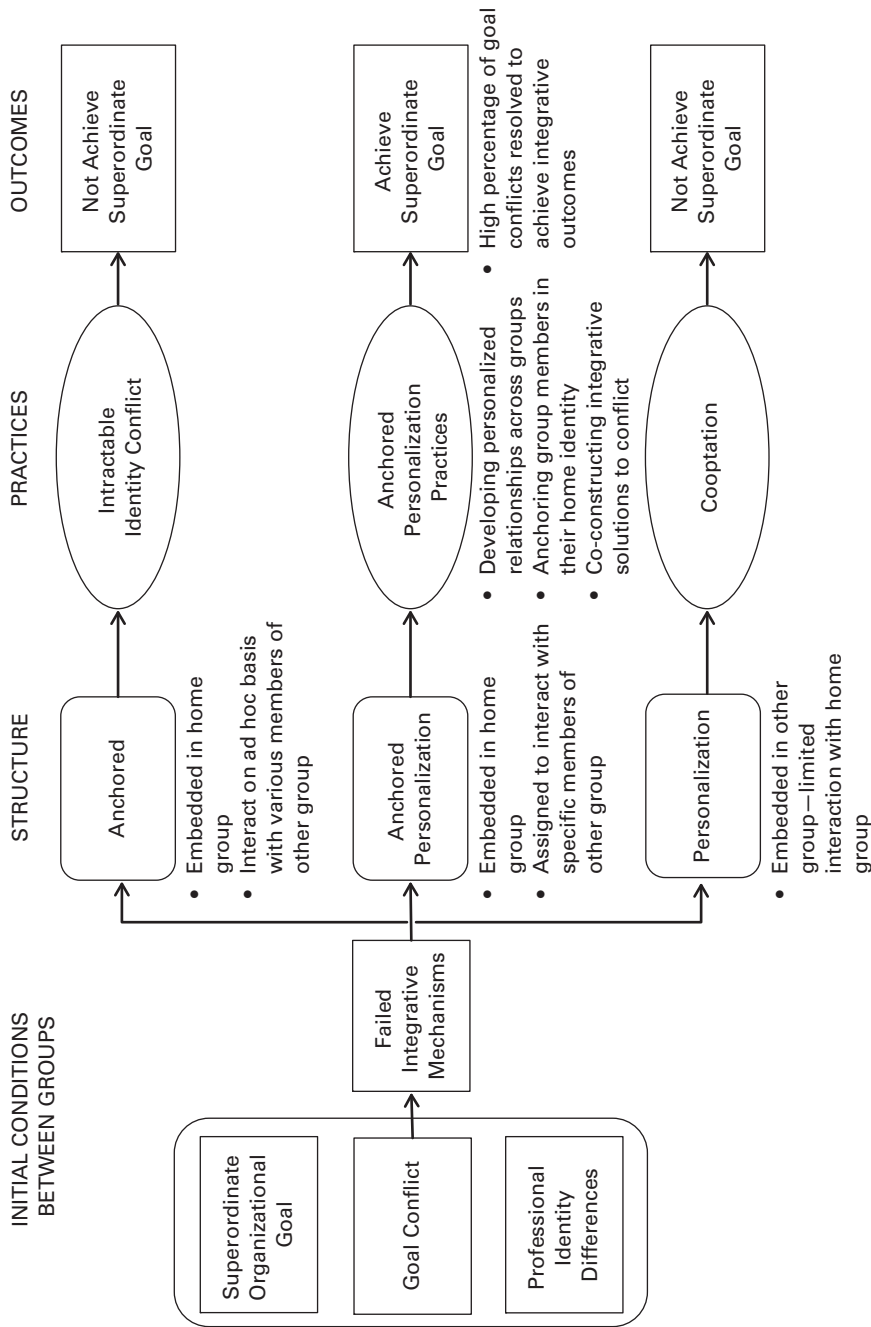 INITIAL CONDITIONS
BETWEEN GROUPS
STRUCTURE
PRACTICES
OUTCOMES
Superordinate
Organizational
Goal
Goal Conflict
Professional
Identity
Differences
Failed
Integrative
Mechanisms
Anchored
• Embedded in home
group
• Interact on ad hoc basis
with various members of
other group
Intractable
Identity Conflict
Not Achieve
Superordinate
Goal
Anchored
Personalization
• Embedded in home
group
• Assigned to interact with
specific members of
other group
Anchored
Personalization
Practices
• Developing personalized
relationships across groups
• Anchoring group members in
their home identity
• Co-constructing integrative
solutions to conflict
Achieve
Superordinate
Goal
• High percentage of goal
conflicts resolved to
achieve integrative
outcomes
Personalization
• Embedded in other
group—limited
interaction with home
group
Cooptation
Not Achieve
Superordinate
Goal